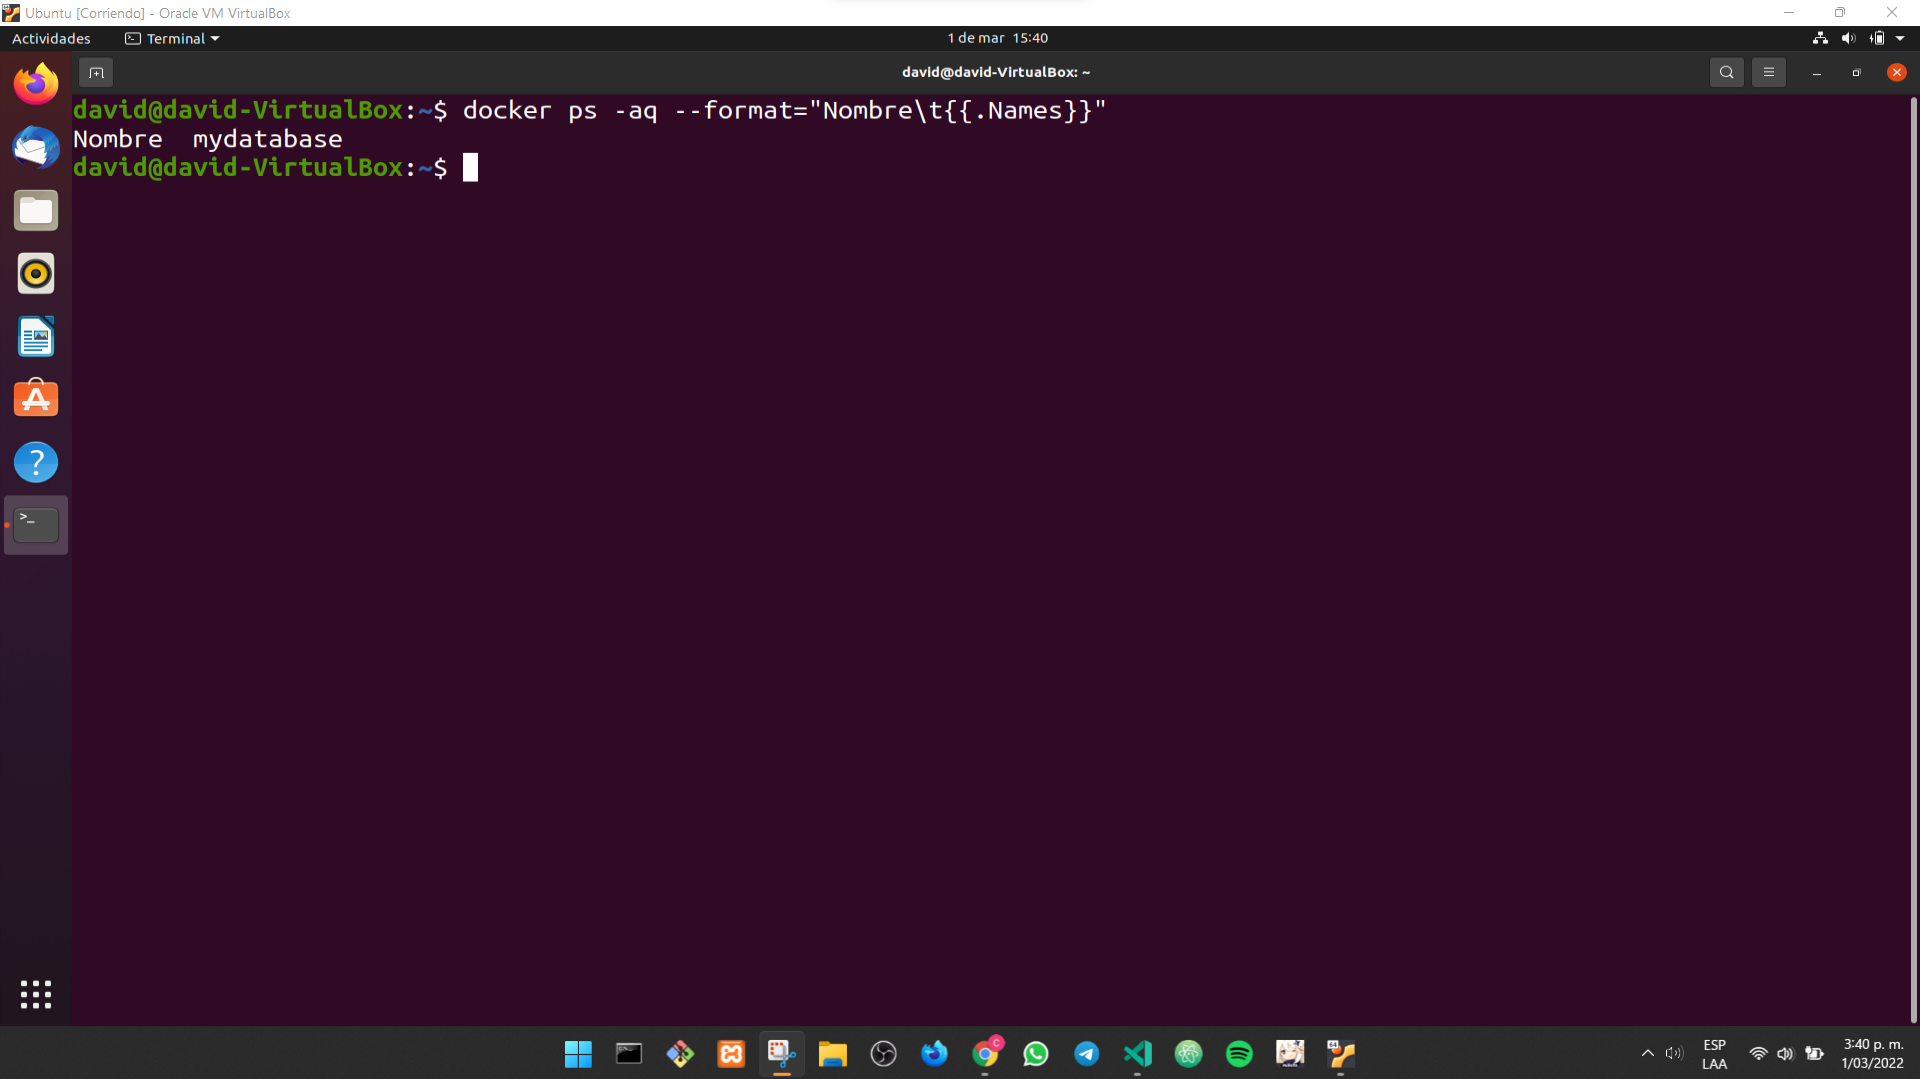 Ubuntu [Corriendo] - Oracle VM VirtualBox
Actividades
Terminal
1 de mar 15:40
david@david-VirtualBox: ~
david@david-VirtualBox:~$ docker ps -aq --format="Nombre\t{{.Names}}"
Nombre  mydatabase
david@david-VirtualBox:~$
ESP
LAA
3:40 p. m.
1/03/2022